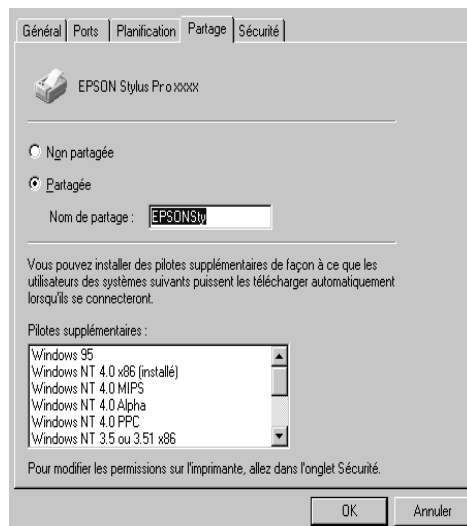 Général Ports Planification Partage Sécurité
EPSON Stylus Pro xxxx
Non partagée
Partagée
Nom de partage : EPSONSty
Vous pouvez installer des pilotes supplémentaires de façon à ce que les
utilisateurs des systèmes suivants puissent les télécharger automatiquement
lorsqu'ils se connecteront.
Pilotes supplémentaires :
Windows 95
Windows NT 4.0 x86 (installé)
Windows NT 4.0 MIPS
Windows NT 4.0 Alpha
Windows NT 4.0 PPC
Windows NT 3.5 ou 3.51 x86
Pour modifier les permissions sur l'imprimante, allez dans l'onglet Sécurité.
OK Annuler